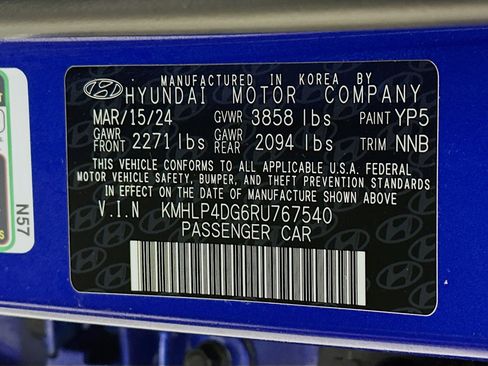 MANUFACTURED IN KOREA BY
HYUNDAI MOTOR COMPANY
MAR/15/24 GVWR 3858 lbs PAINT YP5
GAWR FRONT 2271 lbs GAWR REAR 2094 lbs TRIM NNB
THIS VEHICLE CONFORMS TO ALL APPLICABLE U.S.A. FEDERAL
MOTOR VEHICLE SAFETY, BUMPER, AND THEFT PREVENTION STANDARDS
IN EFFECT ON THE DATE OF MANUFACTURE SHOWN ABOVE
V.I.N KMHLP4DG6RU767540
PASSENGER CAR
N57